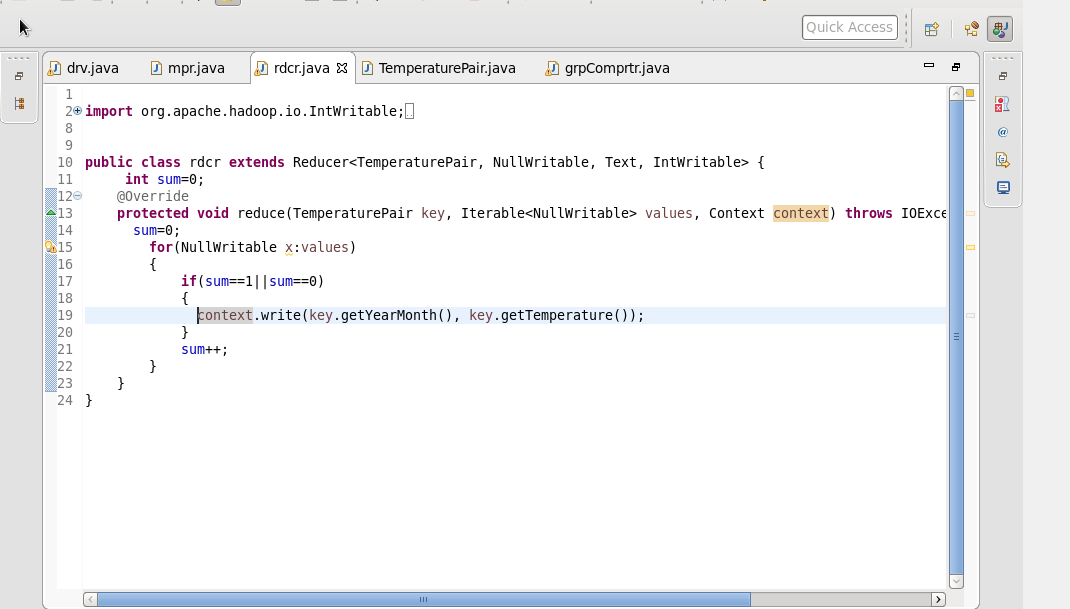 Quick Access
drv.java mpr.java rdcr.java TemperaturePair.java grpComprtr.java
1
2 import org.apache.hadoop.io.IntWritable;
8
9
10 public class rdcr extends Reducer<TemperaturePair, NullWritable, Text, IntWritable> {
11 int sum=0;
12 @Override
13 protected void reduce(TemperaturePair key, Iterable<NullWritable> values, Context context) throws IOExce
14 sum=0;
15 for(NullWritable x:values)
16 {
17 if(sum==1||sum==0)
18 {
19 context.write(key.getYearMonth(), key.getTemperature());
20 }
21 sum++;
22 }
23 }
24 }